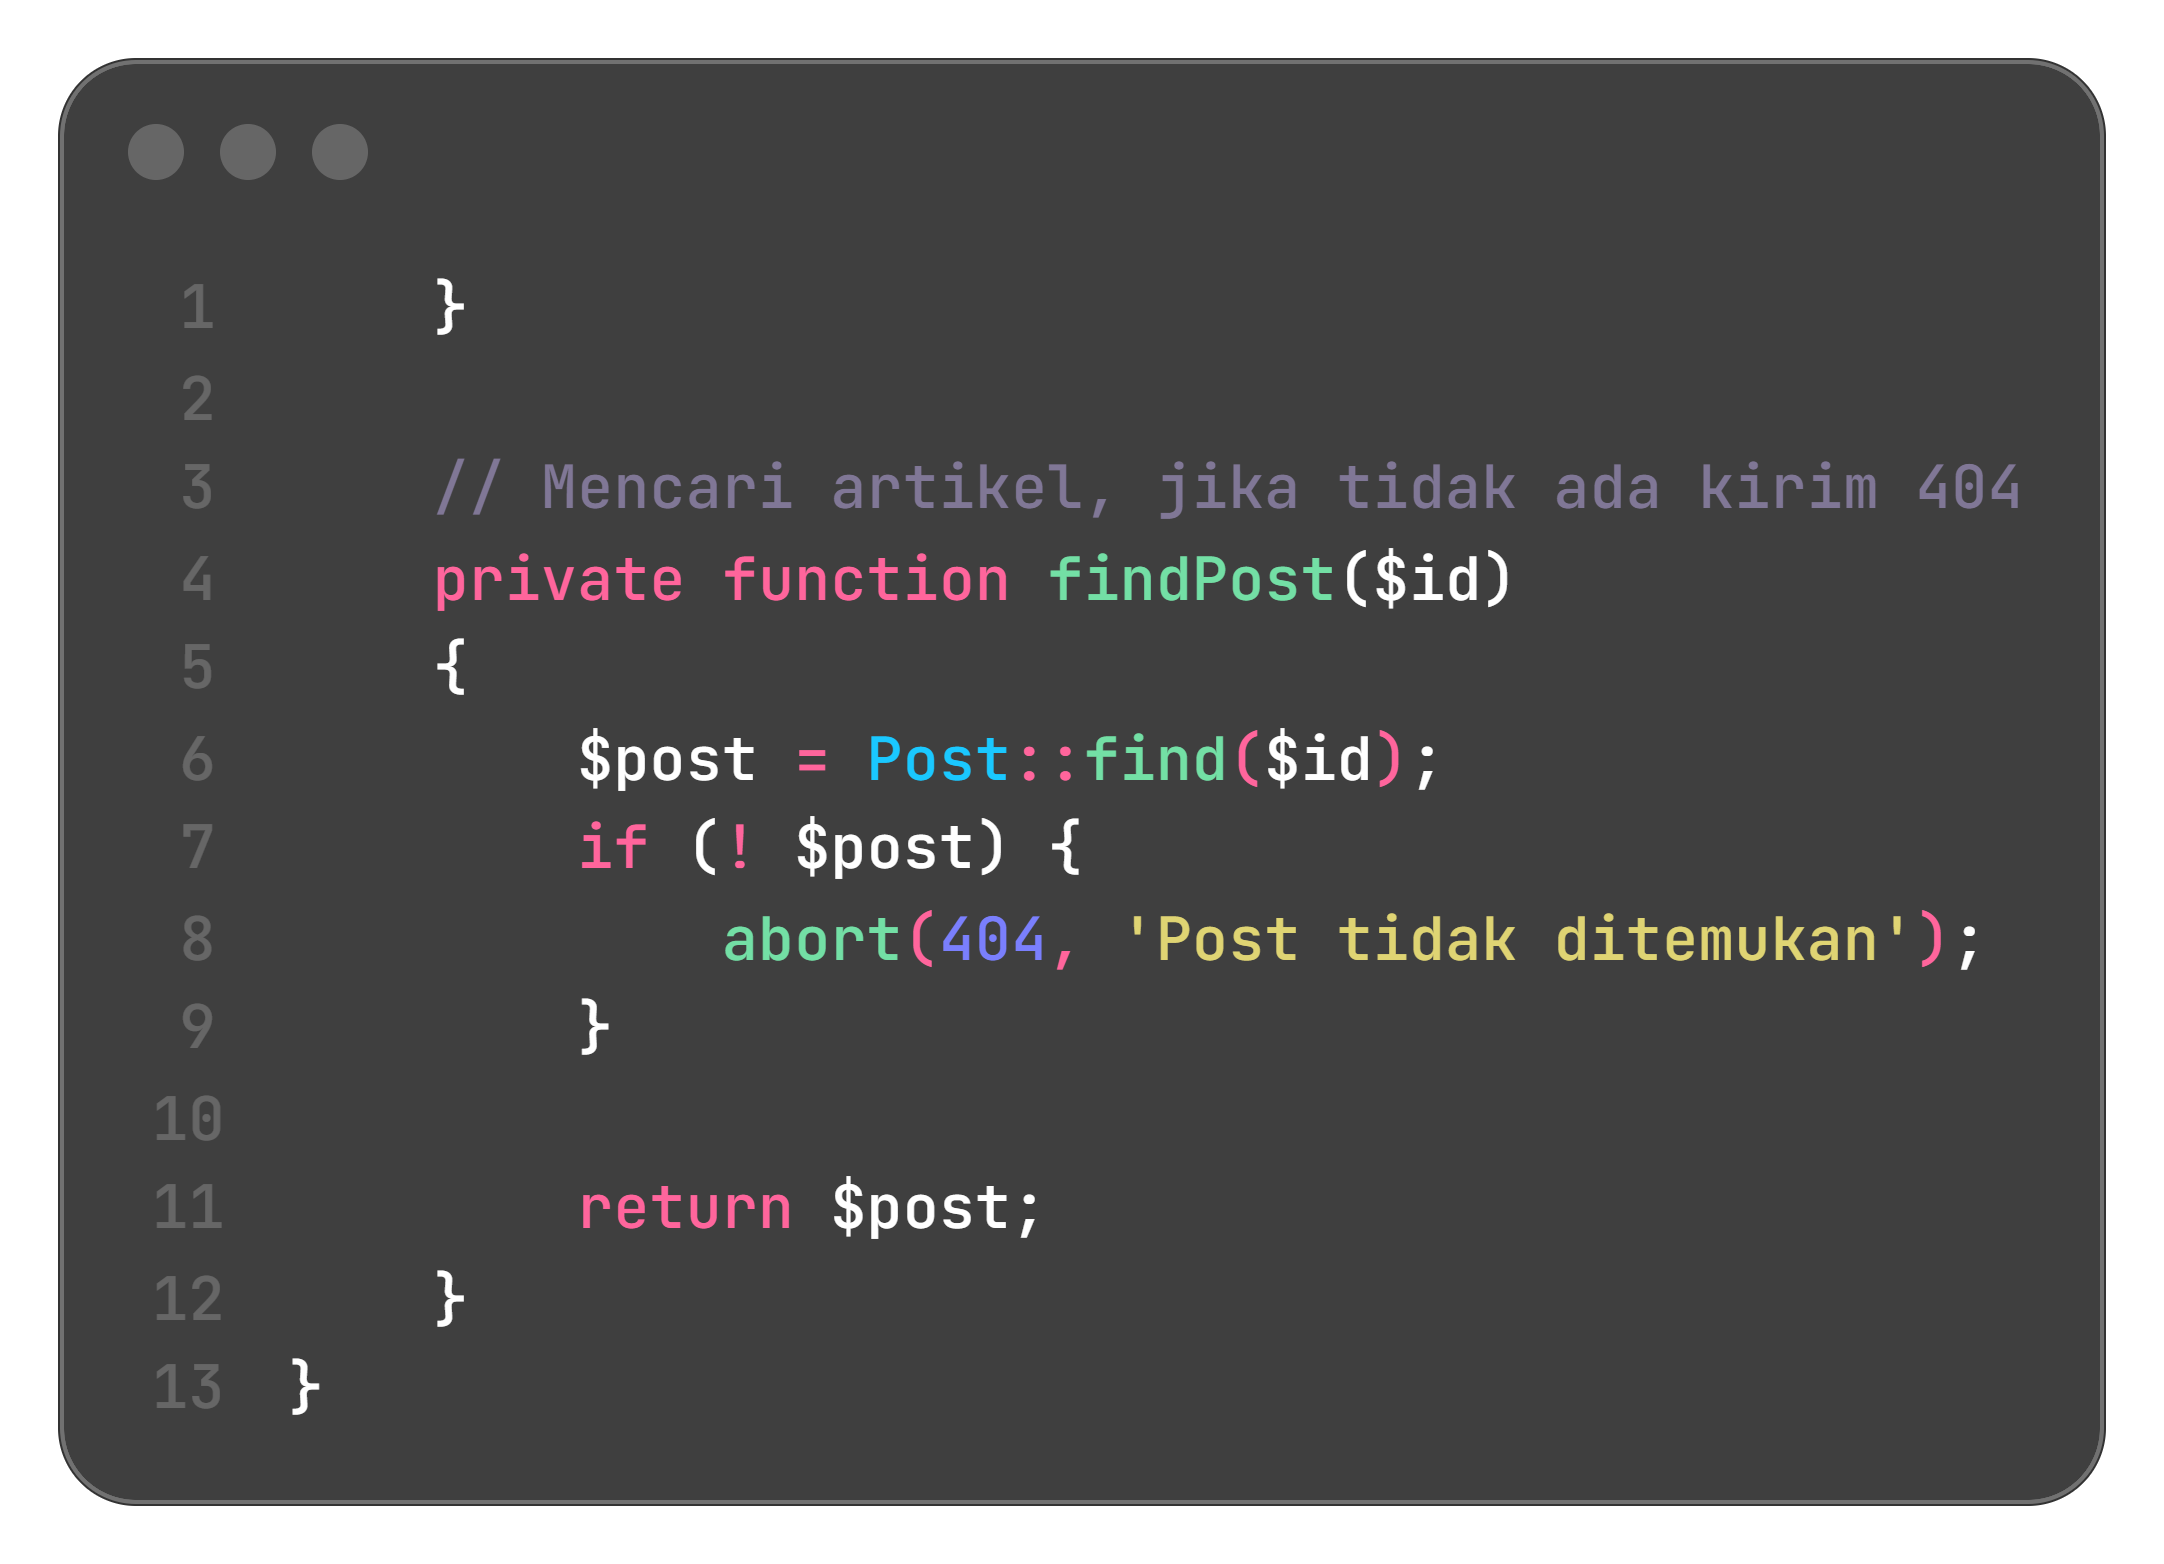 1 }
2
3 // Mencari artikel, jika tidak ada kirim 404
4 private function findPost($id)
5 {
6 $post = Post::find($id);
7 if (! $post) {
8 abort(404, 'Post tidak ditemukan');
9 }
10
11 return $post;
12 }
13 }